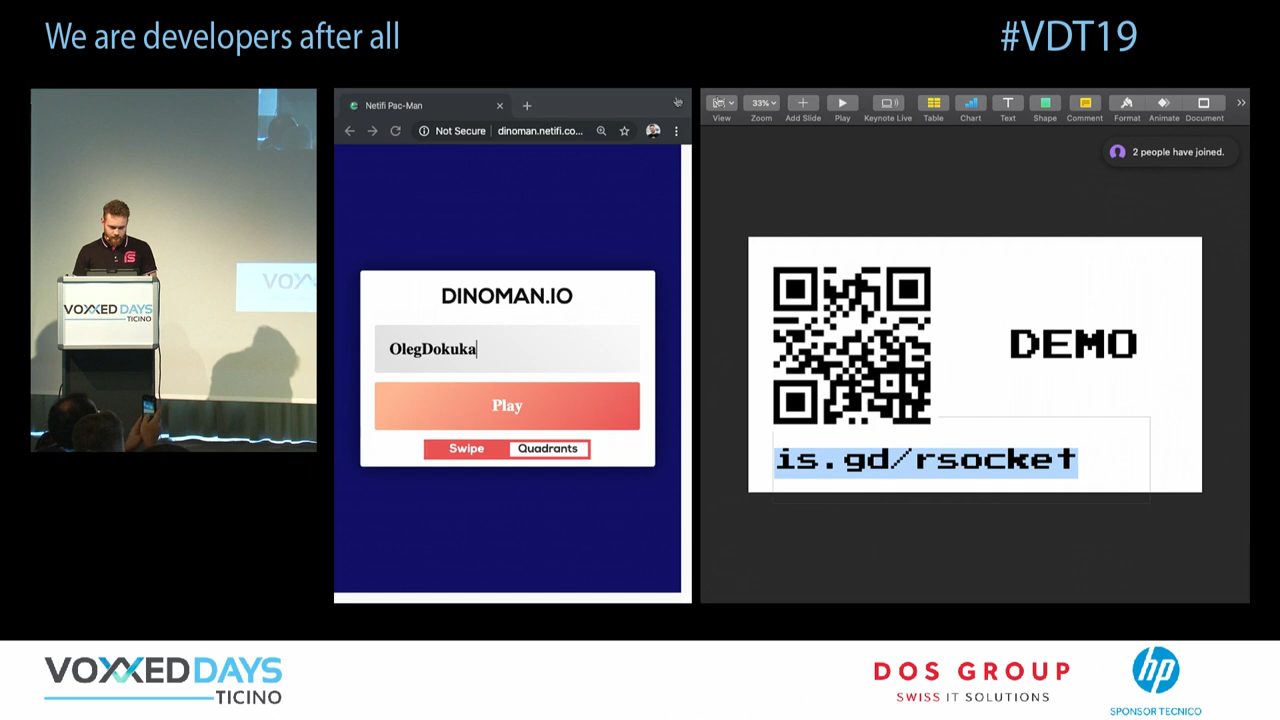 We are developers after all
#VDT19
VOXXED DAYS
TICINO
Netifi Pac-Man
Not Secure
dinoman.netifi.co...
DINOMAN.IO
OlegDokuka
Play
Swipe
Quadrants
View
33%
Zoom
Add Slide
Play
Keynote Live
Table
Chart
Text
Shape
Comment
Format
Animate
Document
2 people have joined.
DEMO
is.gd/rsocket
VOXXED DAYS
TICINO
DOS GROUP
SWISS IT SOLUTIONS
hp
SPONSOR TECNICO